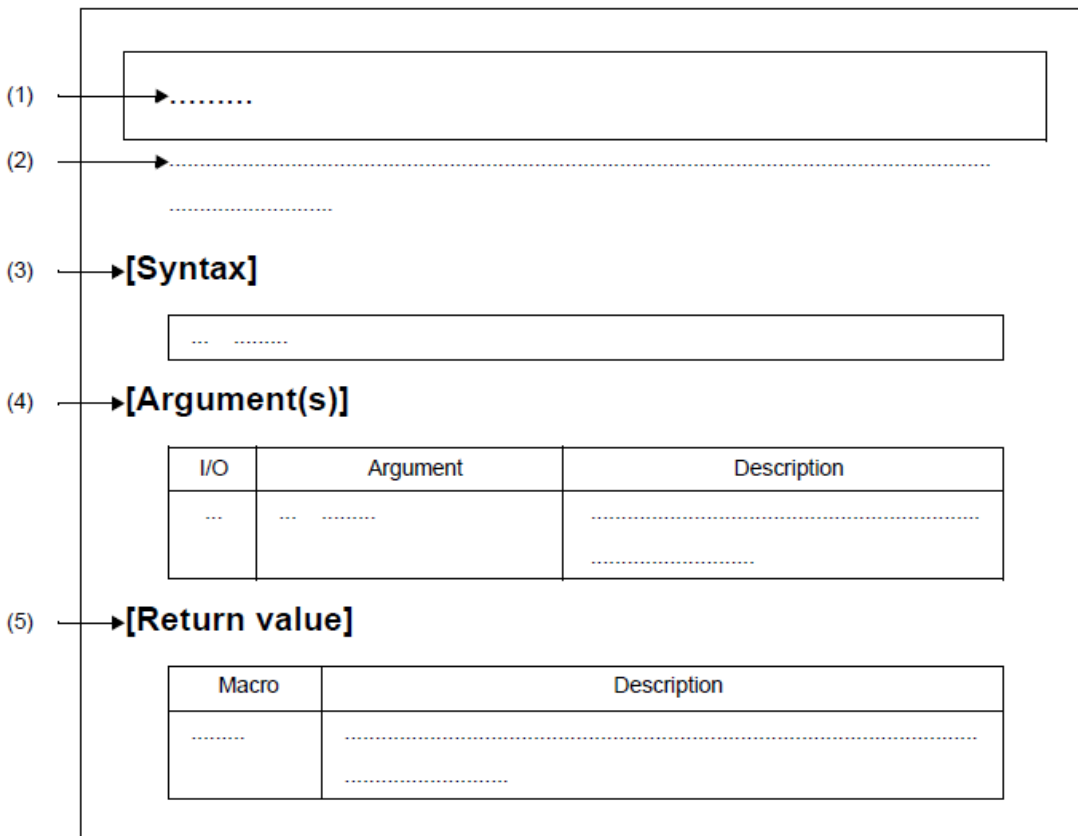 (1) .........
(2) ...........................................................................................................................................
...........................
(3) [Syntax]
... .........
(4) [Argument(s)]
I/O Argument Description
... ... ......... .................................................................
...........................
(5) [Return value]
Macro Description
......... .........................................................................................................
...........................